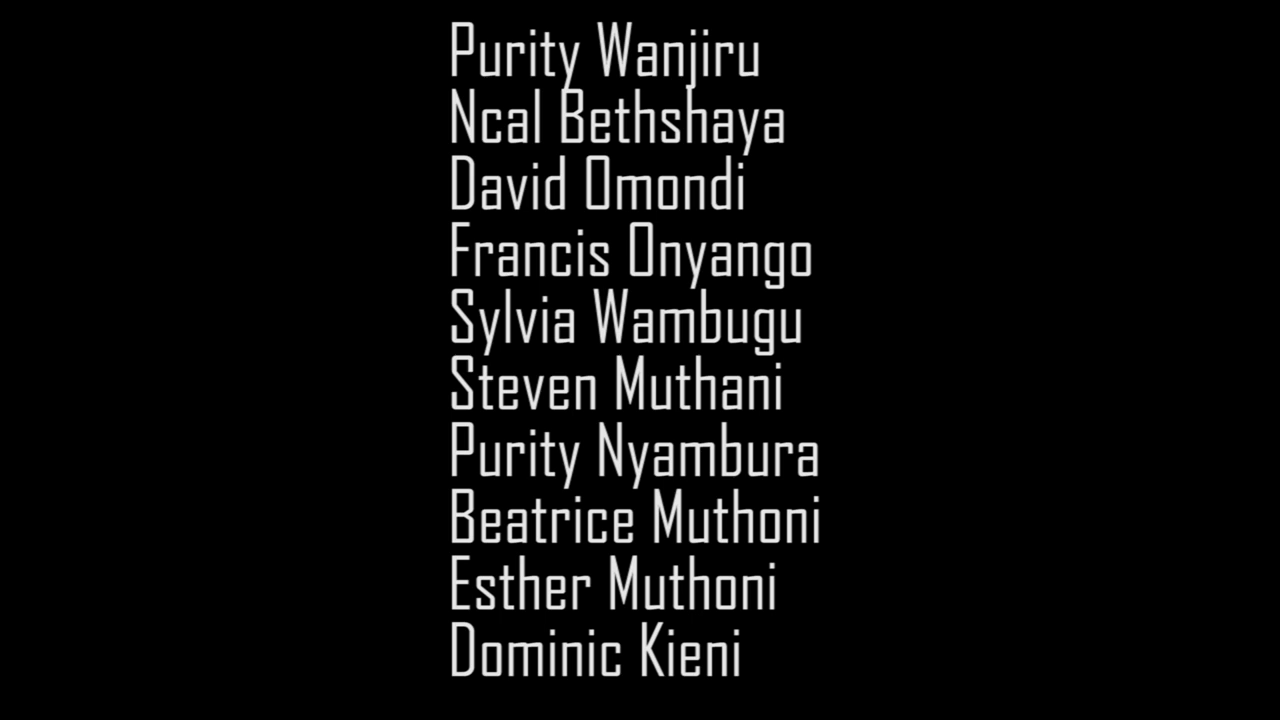 Purity Wanjiru
Ncal Bethshaya
David Omondi
Francis Onyango
Sylvia Wambugu
Steven Muthani
Purity Nyambura
Beatrice Muthoni
Esther Muthoni
Dominic Kieni